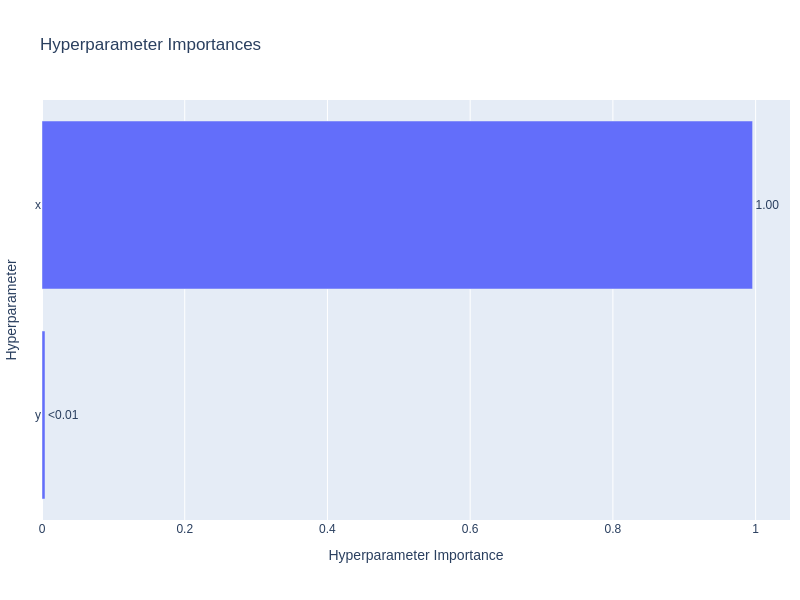 Hyperparameter Importances
Hyperparameter
x
1.00
y
<0.01
0
0.2
0.4
0.6
0.8
1
Hyperparameter Importance